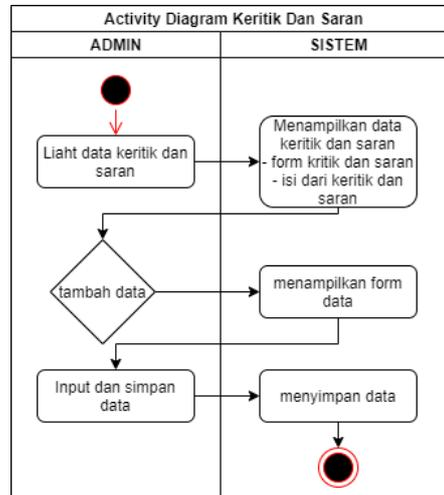 Activity Diagram Keritik Dan Saran
ADMIN
SISTEM
Liaht data keritik dan
saran
Menampilkan data
keritik dan saran
- form kritik dan saran
- isi dari keritik dan
saran
tambah data
menampilkan form
data
Input dan simpan
data
menyimpan data